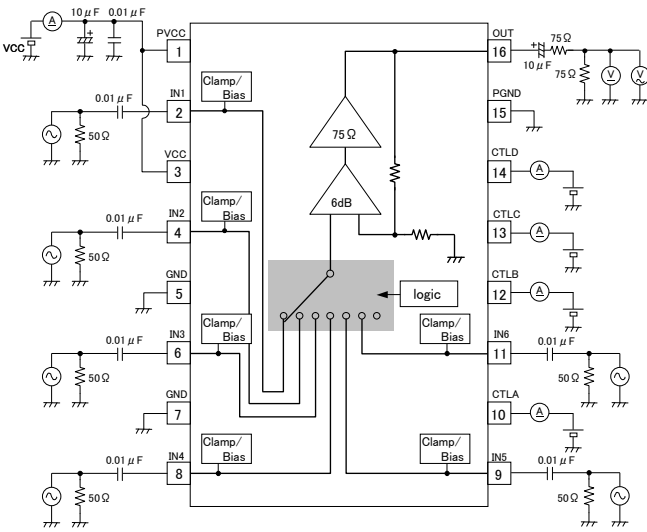 10μF 0.01μF
A
VCC
PVCC
1
0.01μF
IN1
2
50Ω
VCC
3
0.01μF
IN2
4
50Ω
GND
5
0.01μF
IN3
6
50Ω
GND
7
0.01μF
IN4
8
50Ω
Clamp/
Bias
Clamp/
Bias
Clamp/
Bias
Clamp/
Bias
75Ω
6dB
logic
Clamp/
Bias
Clamp/
Bias
OUT
16
75Ω
+
10μF
75Ω
V
V
PGND
15
CTLD
14
A
CTLC
13
A
CTLB
12
A
IN6
11
0.01μF
50Ω
CTLA
10
A
IN5
9
0.01μF
50Ω